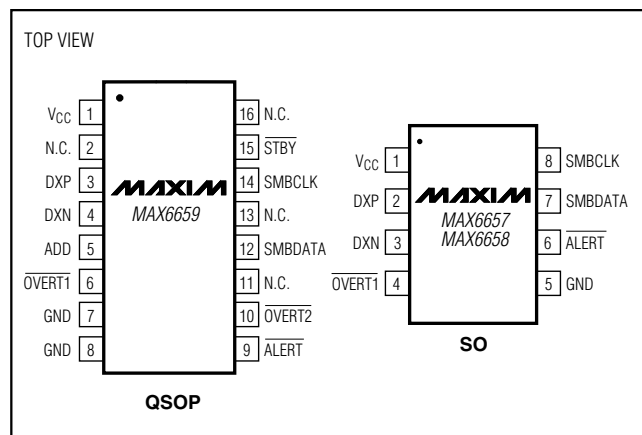 TOP VIEW
VCC 1
N.C. 2
DXP 3
DXN 4
ADD 5
OVERT1 6
GND 7
GND 8
MAXIM
MAX6659
16 N.C.
15 STBY
14 SMBCLK
13 N.C.
12 SMBDATA
11 N.C.
10 OVERT2
9 ALERT
QSOP
VCC 1
DXP 2
DXN 3
OVERT1 4
MAXIM
MAX6657
MAX6658
8 SMBCLK
7 SMBDATA
6 ALERT
5 GND
SO